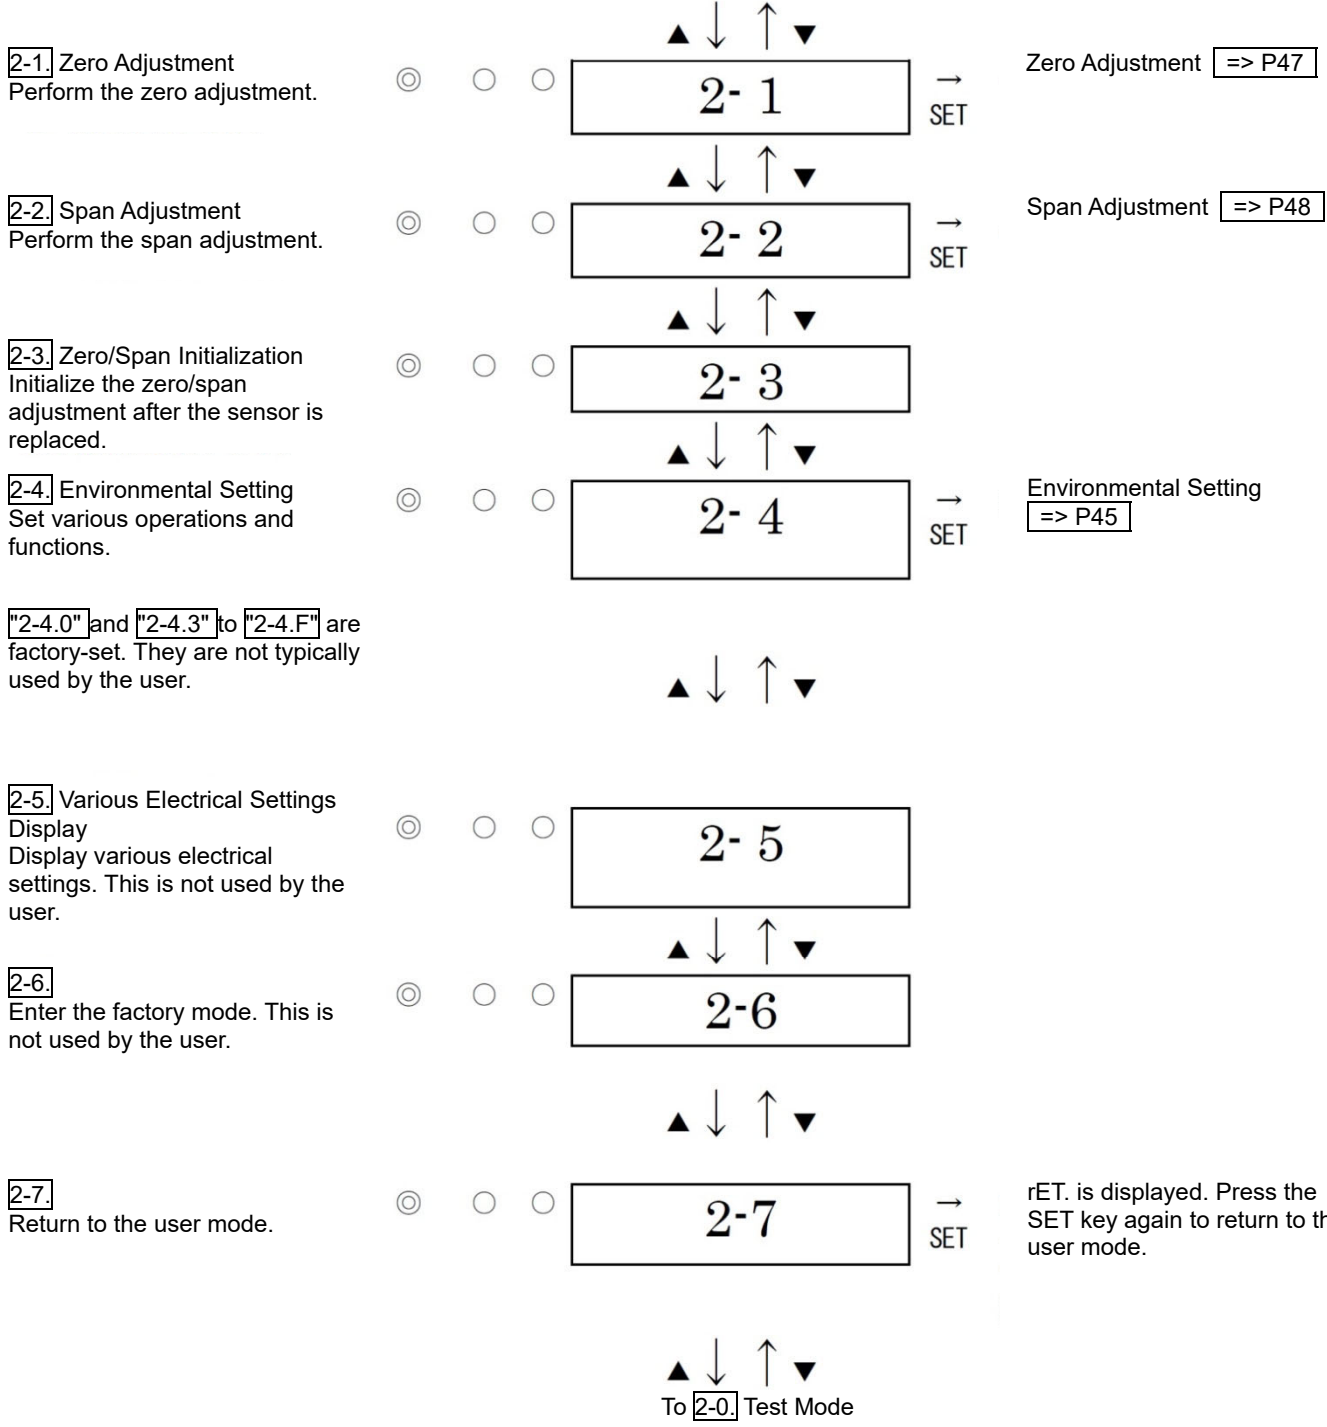 ▲ ↓ ↑ ▼
2-1. Zero Adjustment
Perform the zero adjustment.
◎ ○ ○
2- 1
→
SET
Zero Adjustment => P47
▲ ↓ ↑ ▼
2-2. Span Adjustment
Perform the span adjustment.
◎ ○ ○
2- 2
→
SET
Span Adjustment => P48
▲ ↓ ↑ ▼
2-3. Zero/Span Initialization
Initialize the zero/span
adjustment after the sensor is
replaced.
◎ ○ ○
2- 3
▲ ↓ ↑ ▼
2-4. Environmental Setting
Set various operations and
functions.
◎ ○ ○
2- 4
→
SET
Environmental Setting
=> P45
"2-4.0" and "2-4.3" to "2-4.F" are
factory-set. They are not typically
used by the user.
▲ ↓ ↑ ▼
2-5. Various Electrical Settings
Display
Display various electrical
settings. This is not used by the
user.
◎ ○ ○
2- 5
▲ ↓ ↑ ▼
2-6.
Enter the factory mode. This is
not used by the user.
◎ ○ ○
2-6
▲ ↓ ↑ ▼
2-7.
Return to the user mode.
◎ ○ ○
2-7
→
SET
rET. is displayed. Press the
SET key again to return to th
user mode.
▲ ↓ ↑ ▼
To 2-0. Test Mode